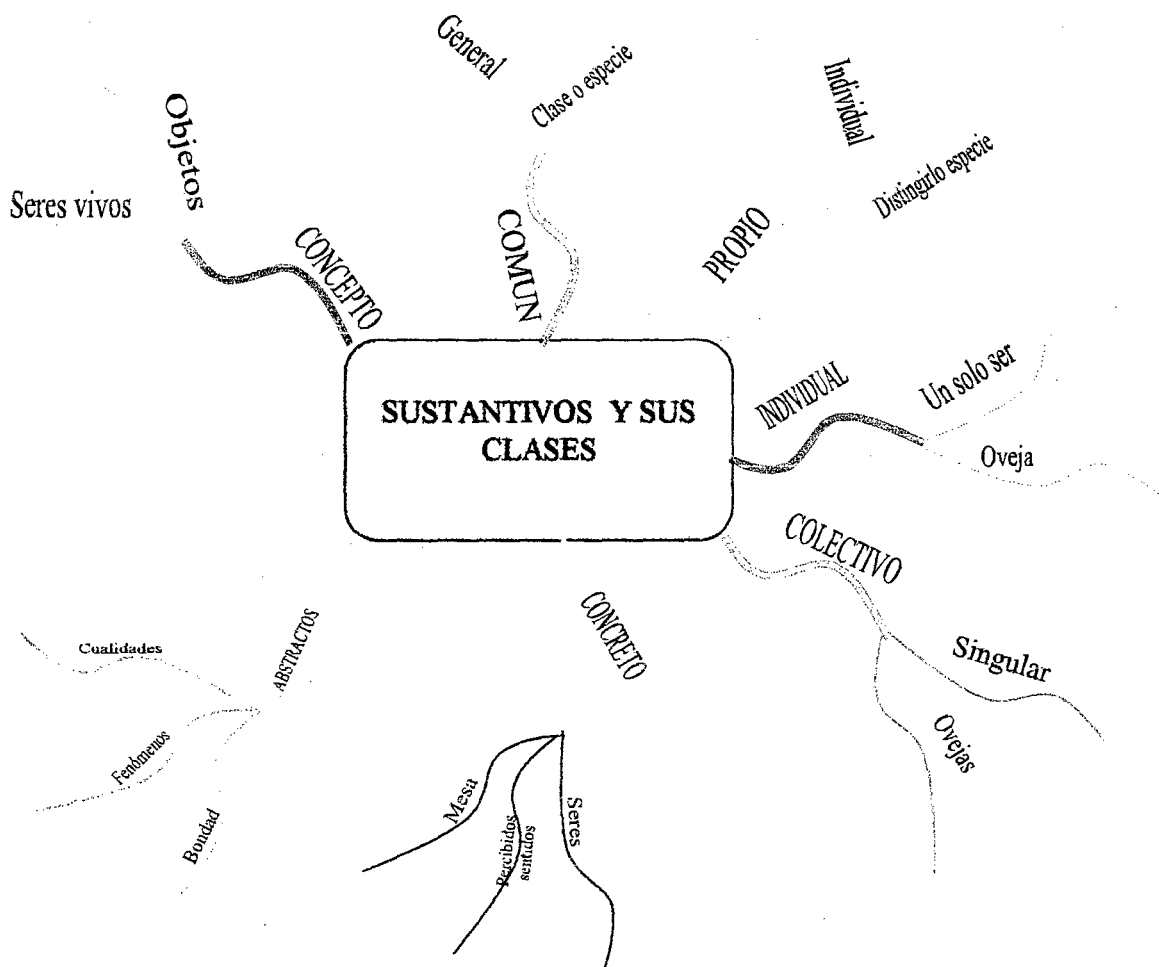 SUSTANTIVOS Y SUS
CLASES
CONCEPTO
Objetos
Seres vivos
COMUN
General
Clase o especie
PROPIO
Individual
Distingirlo especie
INDIVIDUAL
Un solo ser
Oveja
COLECTIVO
Singular
Ovejas
CONCRETO
Seres
Percibidos
sentidos
Mesa
ABSTRACTOS
Cualidades
Fenómenos
Bondad